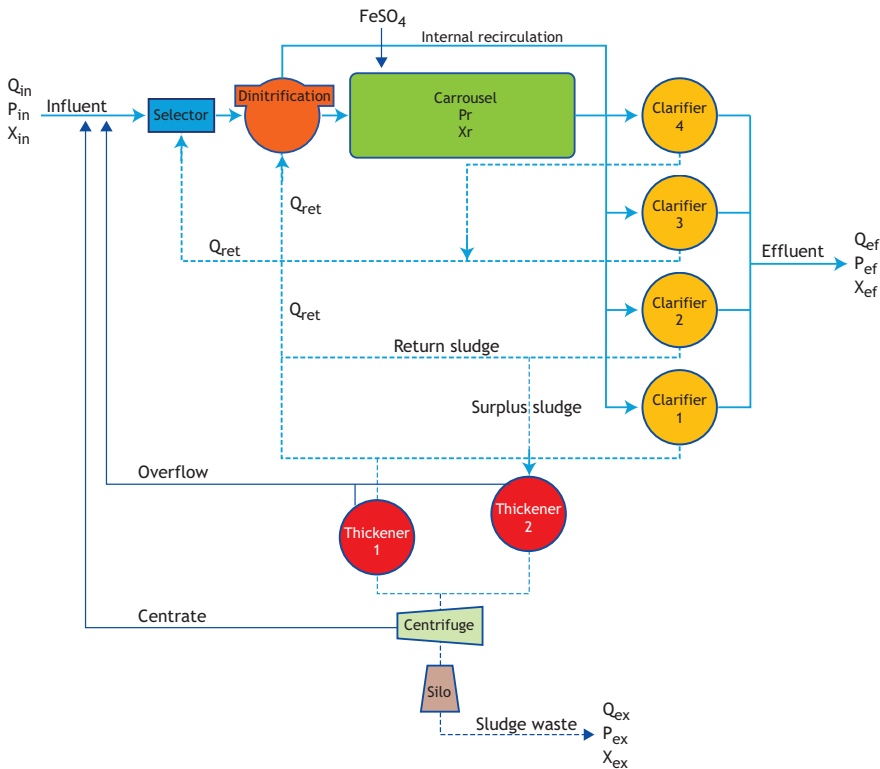 FeSO4
Internal recirculation
Qin
Pin
Xin
Influent
Selector
Dinitrification
Carrousel
Pr
Xr
Clarifier
4
Clarifier
3
Qret
Qret
Effluent
Qef
Pef
Xef
Qret
Clarifier
2
Return sludge
Surplus sludge
Clarifier
1
Overflow
Thickener
1
Thickener
2
Centrate
Centrifuge
Silo
Sludge waste
Qex
Pex
Xex